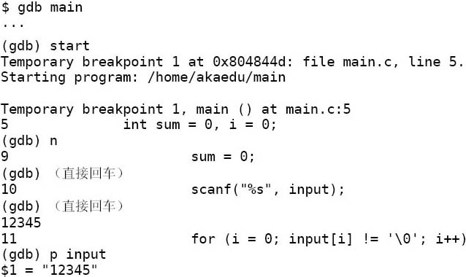 $ gdb main
...
(gdb) start
Temporary breakpoint 1 at 0x804844d: file main.c, line 5.
Starting program: /home/akaedu/main
Temporary breakpoint 1, main () at main.c:5
5 int sum = 0, i = 0;
(gdb) n
9 sum = 0;
(gdb) （直接回车）
10 scanf("%s", input);
(gdb) （直接回车）
12345
11 for (i = 0; input[i] != '\0'; i++)
(gdb) p input
$1 = "12345"